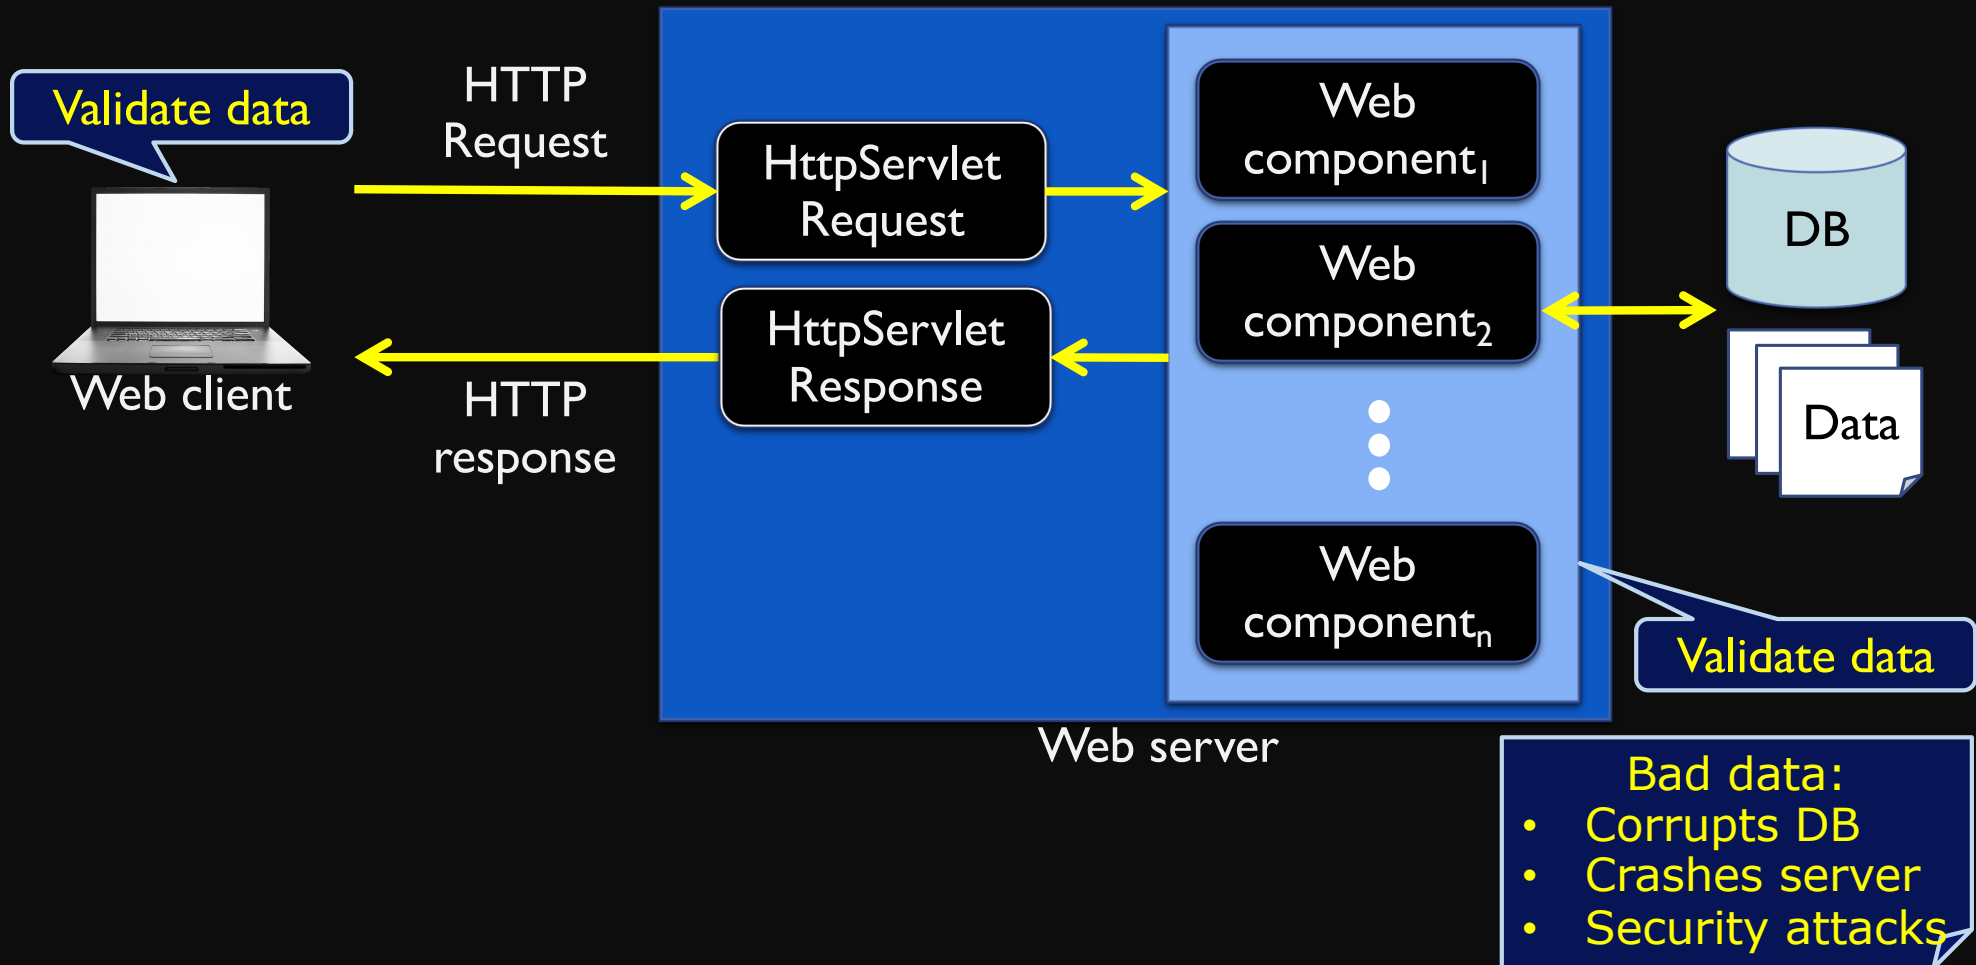 Validate data
Web client
HTTP
Request
HTTP
response
HttpServlet
Request
HttpServlet
Response
Web
component₁
Web
component₂
Web
componentₙ
Web server
DB
Data
Validate data
Bad data:
• Corrupts DB
• Crashes server
• Security attacks